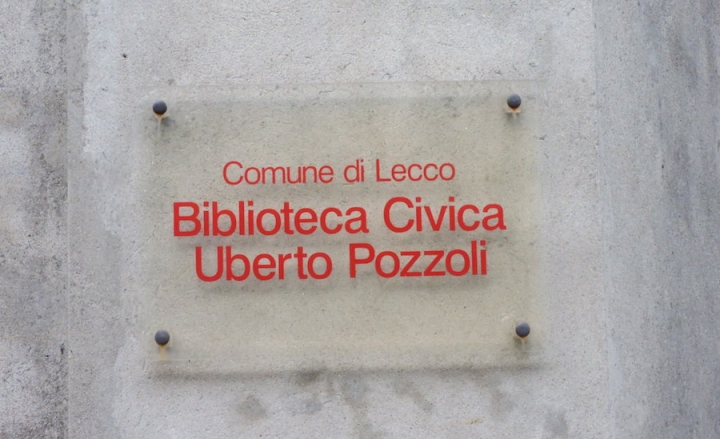 Comune di Lecco
Biblioteca Civica
Uberto Pozzoli